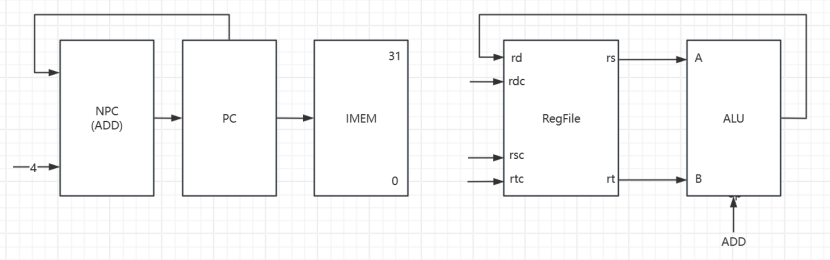 NPC
(ADD)
4
PC
31
IMEM
0
rd
rdc
rs
RegFile
rsc
rtc
rt
A
ALU
B
ADD